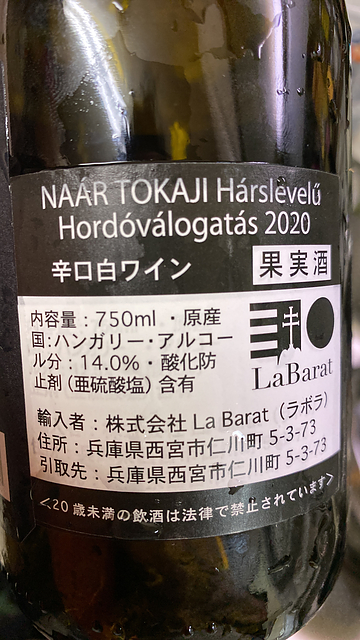 NAÁR TOKAJI Hárslevelű
Hordóválogatás 2020
辛口白ワイン
果実酒
内容量：750ml ・原産
国:ハンガリー・アルコー
ル分：14.0%・酸化防
止剤（亜硫酸塩）含有
LaBarat
輸入者：株式会社 La Barat（ラボラ）
住所：兵庫県西宮市仁川町 5-3-73
引取先：兵庫県西宮市仁川町 5-3-73
＜20 歳未満の飲酒は法律で禁止されています＞